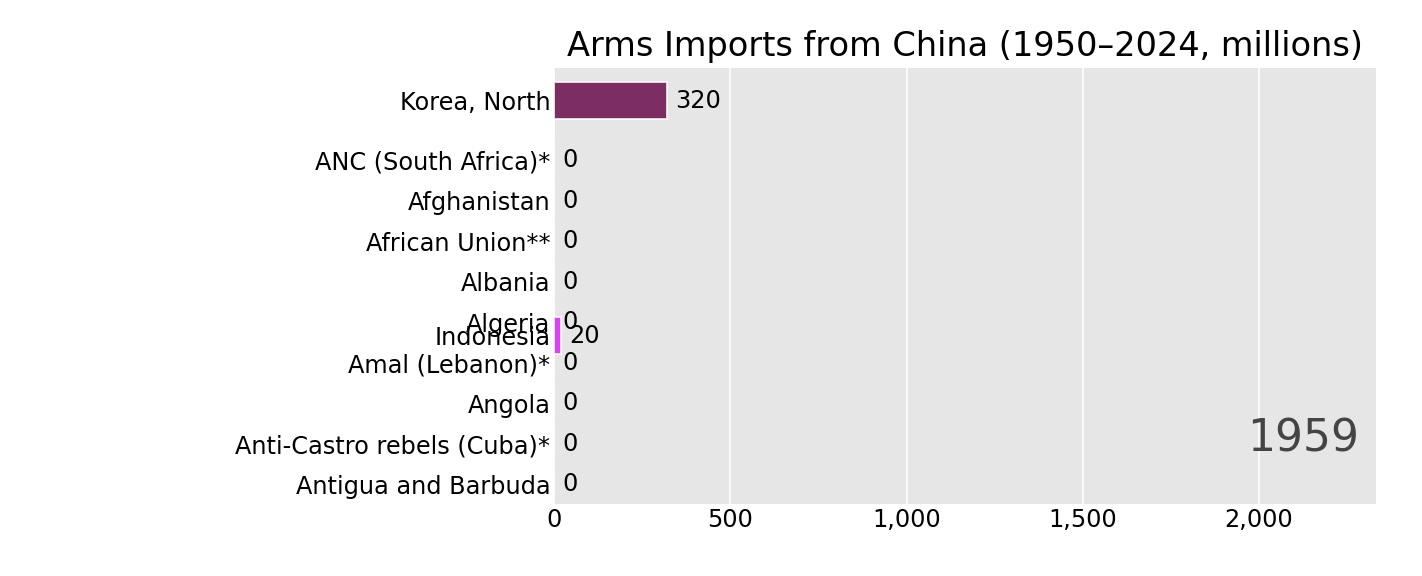 Arms Imports from China (1950–2024, millions)
Korea, North 320
ANC (South Africa)* 0
Afghanistan 0
African Union** 0
Albania 0
Algeria 0
Indonesia 20
Amal (Lebanon)* 0
Angola 0
Anti-Castro rebels (Cuba)* 0
1959
Antigua and Barbuda 0
0 500 1,000 1,500 2,000